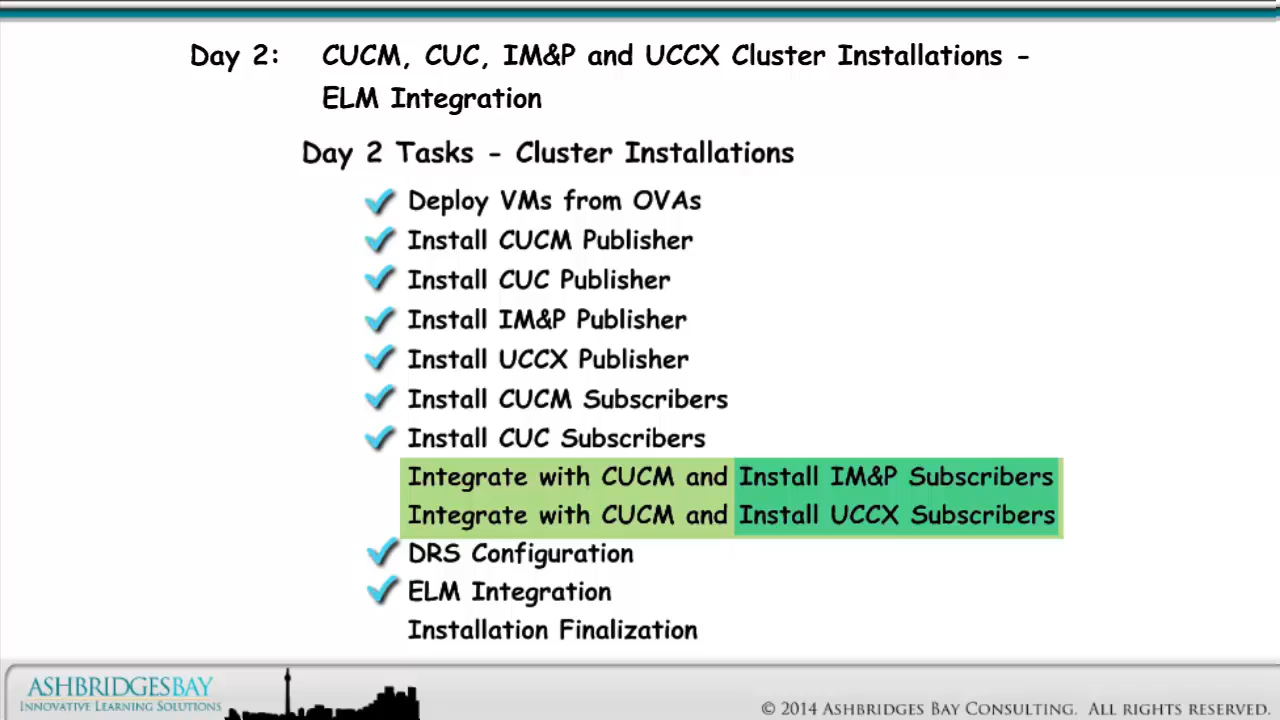 Day 2: CUCM, CUC, IM&P and UCCX Cluster Installations -
ELM Integration
Day 2 Tasks - Cluster Installations
Deploy VMs from OVAs
Install CUCM Publisher
Install CUC Publisher
Install IM&P Publisher
Install UCCX Publisher
Install CUCM Subscribers
Install CUC Subscribers
Integrate with CUCM and Install IM&P Subscribers
Integrate with CUCM and Install UCCX Subscribers
DRS Configuration
ELM Integration
Installation Finalization
ASHBRIDGESBAY
INNOVATIVE LEARNING SOLUTIONS
© 2014 ASHBRIDGES BAY CONSULTING. ALL RIGHTS RESERVED.